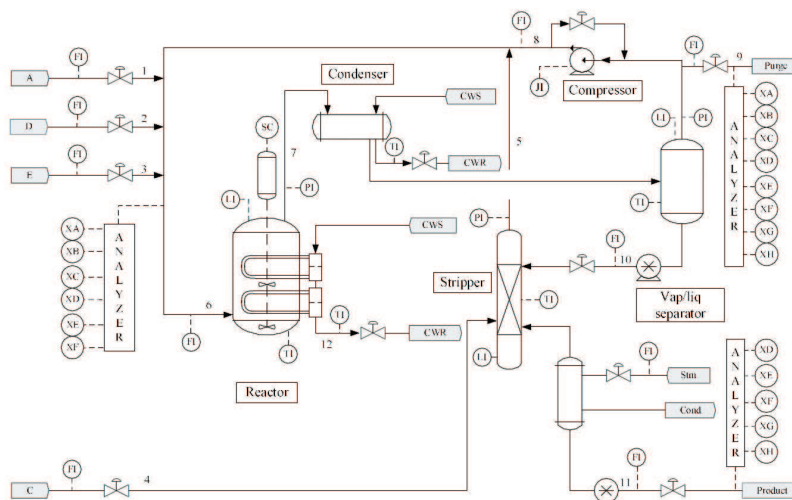 FI
8
FI
9
Purge
A
FI
1
Condenser
JI
Compressor
CWS
D
FI
2
SC
7
TI
CWR
5
LI
PI
E
FI
3
LI
PI
TI
XA
XB
XC
XD
XE
XF
XG
XH
ANALYZER
PI
CWS
XA
XB
XC
XD
XE
XF
ANALYZER
Stripper
FI
10
TI
Vap/liq
separator
6
FI
TI
12
TI
CWR
Reactor
LI
FI
Stm
Cond
XD
XE
XF
XG
XH
ANALYZER
C
FI
4
11
FI
Product